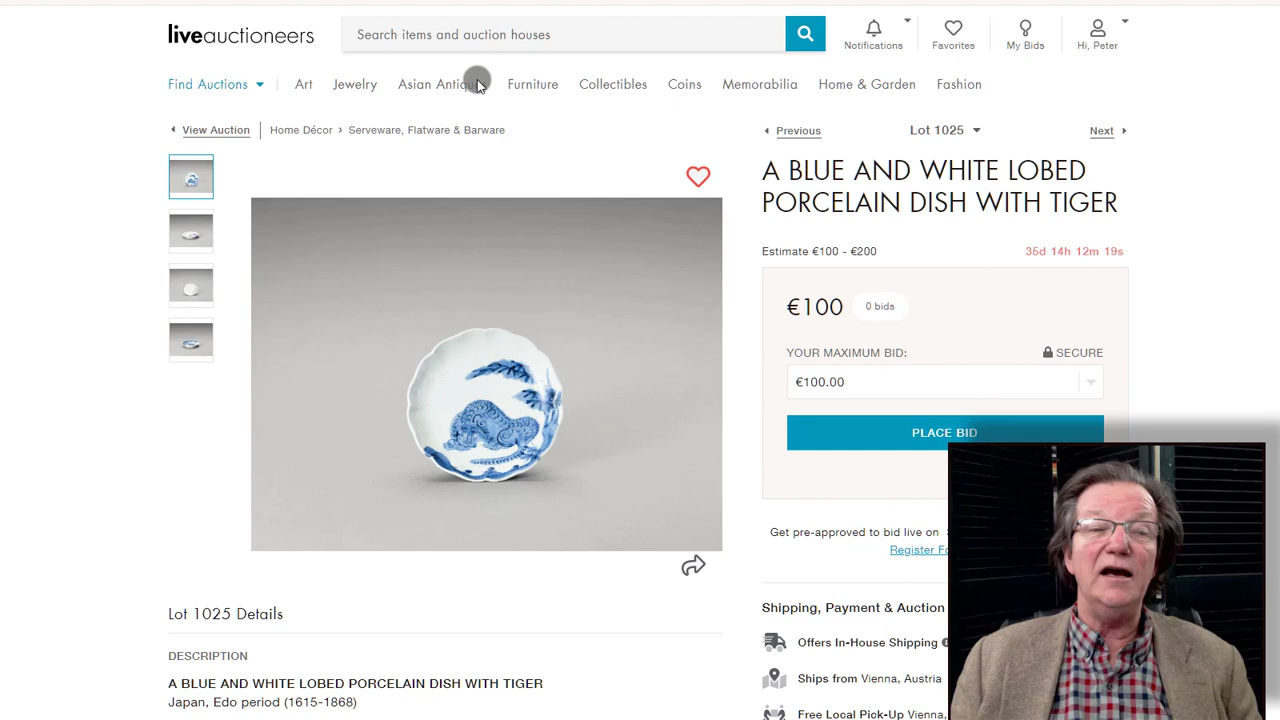 liveauctioneers
Search items and auction houses
Notifications
Favorites
My Bids
Hi, Peter
Find Auctions
Art
Jewelry
Asian Antiques
Furniture
Collectibles
Coins
Memorabilia
Home & Garden
Fashion
View Auction
Home Décor › Serveware, Flatware & Barware
Previous
Lot 1025
Next
A BLUE AND WHITE LOBED
PORCELAIN DISH WITH TIGER
Estimate €100 - €200
35d 14h 12m 19s
€100
0 bids
YOUR MAXIMUM BID:
SECURE
€100.00
PLACE BID
Get pre-approved to bid live on
Register
Shipping, Payment & Auction
Offers In-House Shipping
Ships from Vienna, Austria
Free Local Pick-Up Vienna,
Lot 1025 Details
DESCRIPTION
A BLUE AND WHITE LOBED PORCELAIN DISH WITH TIGER
Japan, Edo period (1615-1868)